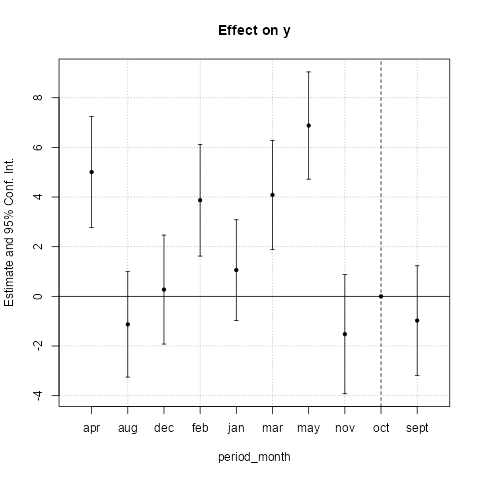 Effect on y
Estimate and 95% Conf. Int.
8
6
4
2
0
-2
-4
apr aug dec feb jan mar may nov oct sept
period_month